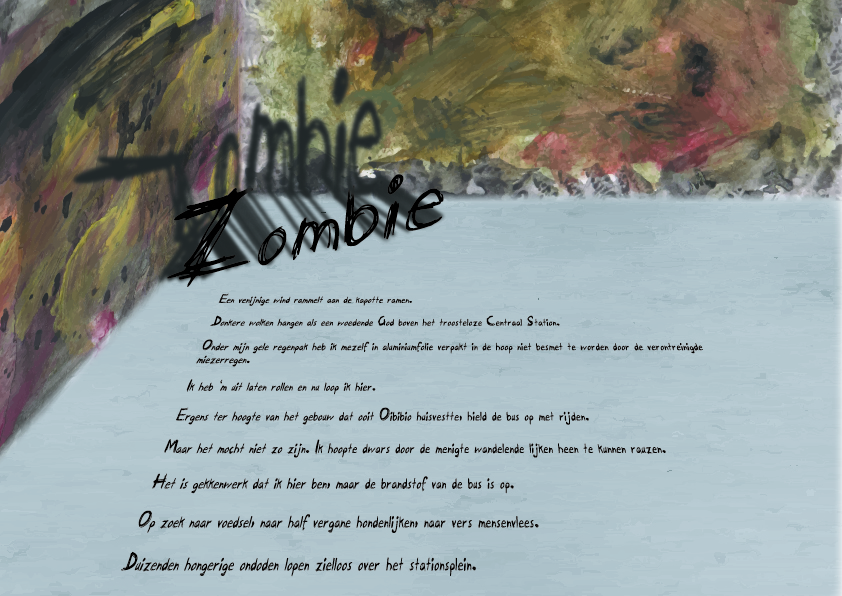 Zombie
Een venijnige wind rammelt aan de kapotte ramen.
Donkere wolken hangen als een woedende God boven het troosteloze Centraal Station.
Onder mijn gele regenpak heb ik mezelf in aluminiumfolie verpakt in de hoop niet besmet te worden door de verontreinigde
miezerregen.
Ik heb 'm uit laten rollen en nu loop ik hier.
Ergens ter hoogte van het gebouw dat ooit Oibibio huisvestte, hield de bus op met rijden.
Maar het mocht niet zo zijn. Ik hoopte dwars door de menigte wandelende lijken heen te kunnen rauzen.
Het is gekkenwerk dat ik hier ben, maar de brandstof van de bus is op.
Op zoek naar voedsel, naar half vergane hondenlijken, naar vers mensenvlees.
Duizenden hongerige ondoden lopen zielloos over het stationsplein.